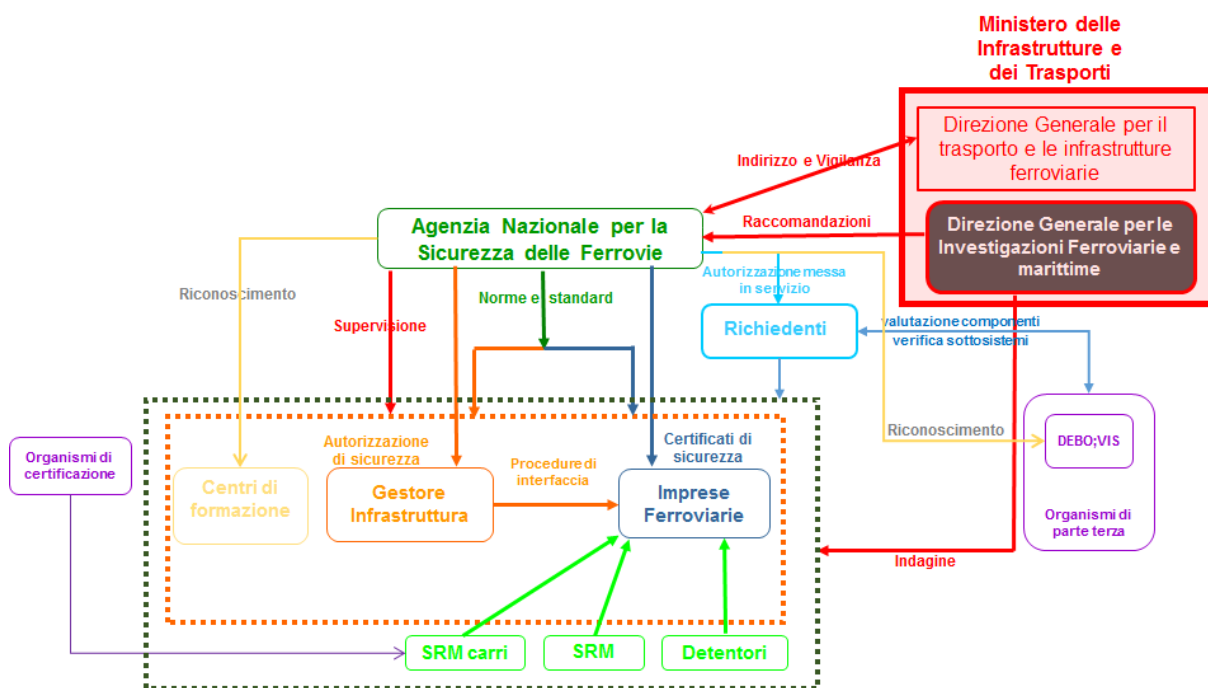 Ministero delle
Infrastrutture e
dei Trasporti
Direzione Generale per il
trasporto e le infrastrutture
ferroviarie
Indirizzo e Vigilanza
Raccomandazioni
Direzione Generale per le
Investigazioni Ferroviarie e
marittime
Agenzia Nazionale per la
Sicurezza delle Ferrovie
Riconoscimento
Supervisione
Norme e standard
Autorizzazione messa
in servizio
Richiedenti
valutazione componenti
verifica sottosistemi
Organismi di
certificazione
Autorizzazione
di sicurezza
Procedure di
interfaccia
Certificati di
sicurezza
Riconoscimento
DEBO;VIS
Organismi di
parte terza
Centri di
formazione
Gestore
Infrastruttura
Imprese
Ferroviarie
Indagine
SRM carri
SRM
Detentori